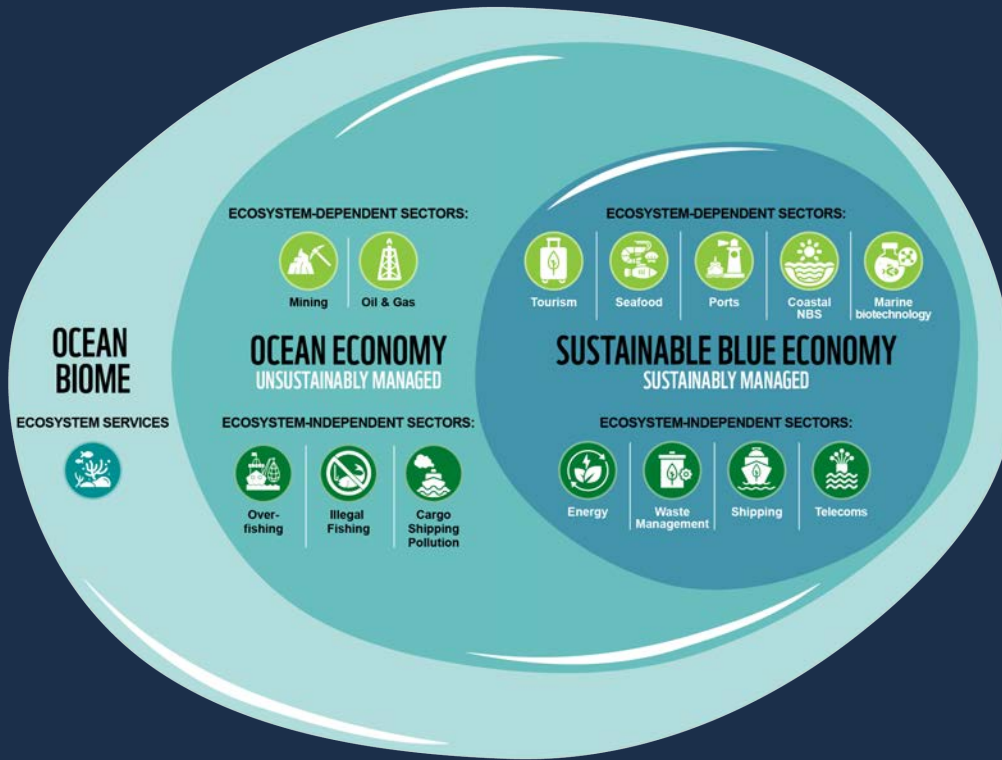 OCEAN
BIOME
ECOSYSTEM SERVICES
ECOSYSTEM-DEPENDENT SECTORS:
Mining
Oil & Gas
OCEAN ECONOMY
UNSUSTAINABLY MANAGED
ECOSYSTEM-INDEPENDENT SECTORS:
Over-
fishing
Illegal
Fishing
Cargo
Shipping
Pollution
ECOSYSTEM-DEPENDENT SECTORS:
Tourism
Seafood
Ports
Coastal
NBS
Marine
biotechnology
SUSTAINABLE BLUE ECONOMY
SUSTAINABLY MANAGED
ECOSYSTEM-INDEPENDENT SECTORS:
Energy
Waste
Management
Shipping
Telecoms